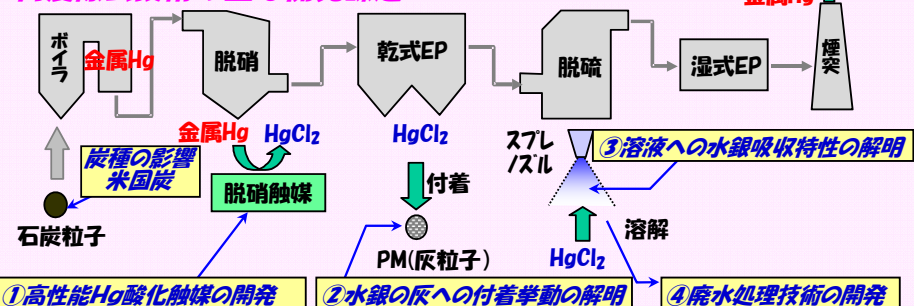 金属Hg
ボイラ
金属Hg
脱硝
乾式EP
脱硫
湿式EP
煙突
金属Hg
HgCl2
HgCl2
スプレ
ノズル
③溶液への水銀吸収特性の解明
炭種の影響
米国炭
脱硝触媒
付着
石炭粒子
PM(灰粒子)
HgCl2
溶解
①高性能Hg酸化触媒の開発
②水銀の灰への付着挙動の解明
④廃水処理技術の開発